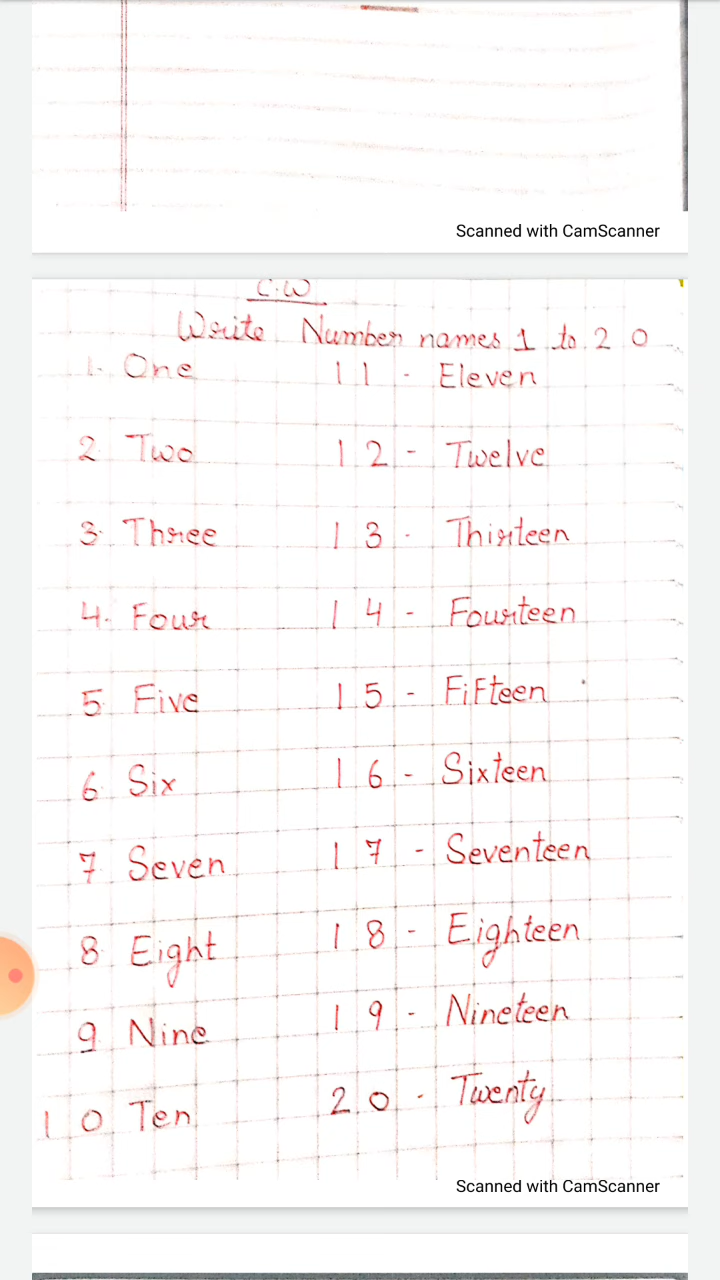 Scanned with CamScanner
C.W
Write Number names 1 to 20
1. One 11 - Eleven
2. Two 12 - Twelve
3. Three 13 - Thirteen
4. Four 14 - Fourteen
5. Five 15 - Fifteen
6. Six 16 - Sixteen
7. Seven 17 - Seventeen
8. Eight 18 - Eighteen
9 Nine 19 - Nineteen
10 Ten 20 - Twenty
Scanned with CamScanner